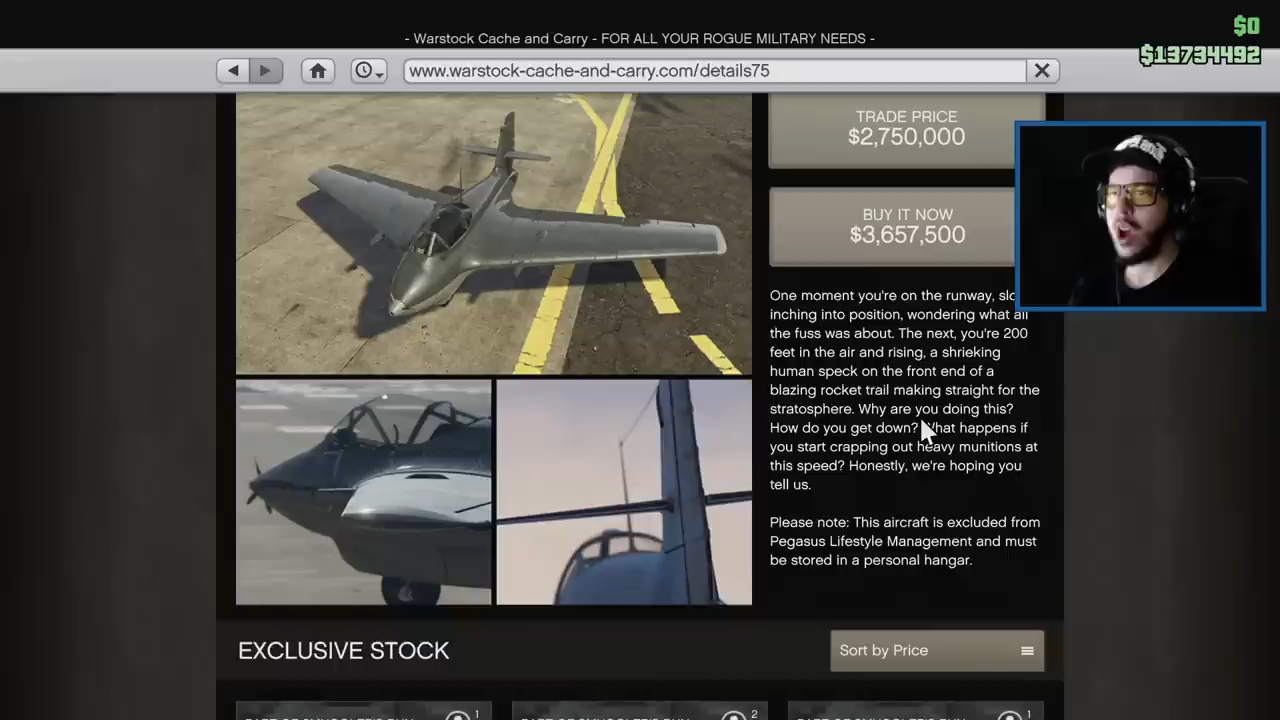 - Warstock Cache and Carry - FOR ALL YOUR ROGUE MILITARY NEEDS -
$0
$13734492
www.warstock-cache-and-carry.com/details75
TRADE PRICE
$2,750,000
BUY IT NOW
$3,657,500
One moment you're on the runway,
inching into position, wondering what all
the fuss was about. The next, you're 200
feet in the air and rising, a shrieking
human speck on the front end of a
blazing rocket trail making straight for the
stratosphere. Why are you doing this?
How do you get down? What happens if
you start crapping out heavy munitions at
this speed? Honestly, we're hoping you
tell us.
Please note: This aircraft is excluded from
Pegasus Lifestyle Management and must
be stored in a personal hangar.
EXCLUSIVE STOCK
Sort by Price
1
2
1